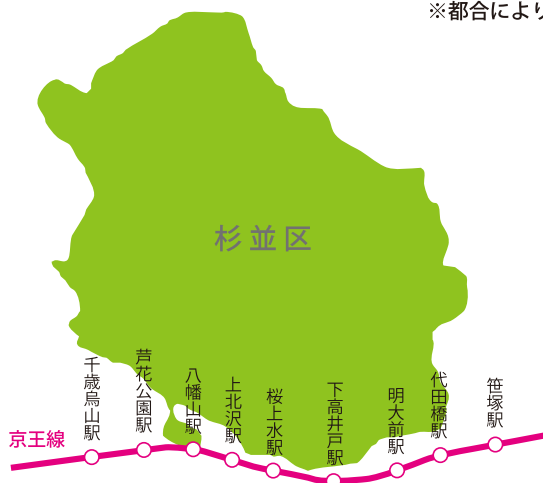 ※都合により
杉並区
千歳烏山駅
芦花公園駅
八幡山駅
上北沢駅
桜上水駅
下高井戸駅
明大前駅
代田橋駅
笹塚駅
京王線